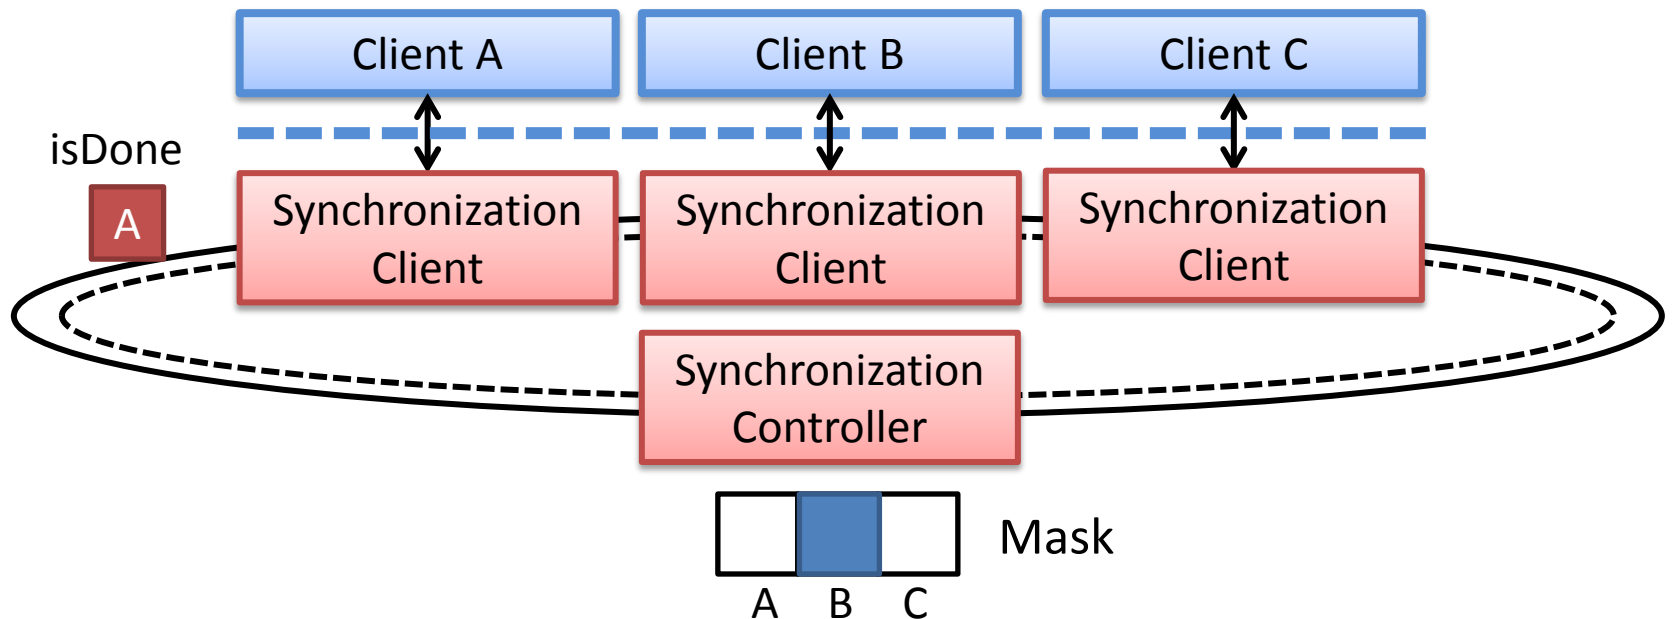 Client A
Client B
Client C
isDone
A
Synchronization
Client
Synchronization
Client
Synchronization
Client
Synchronization
Controller
Mask
A B C